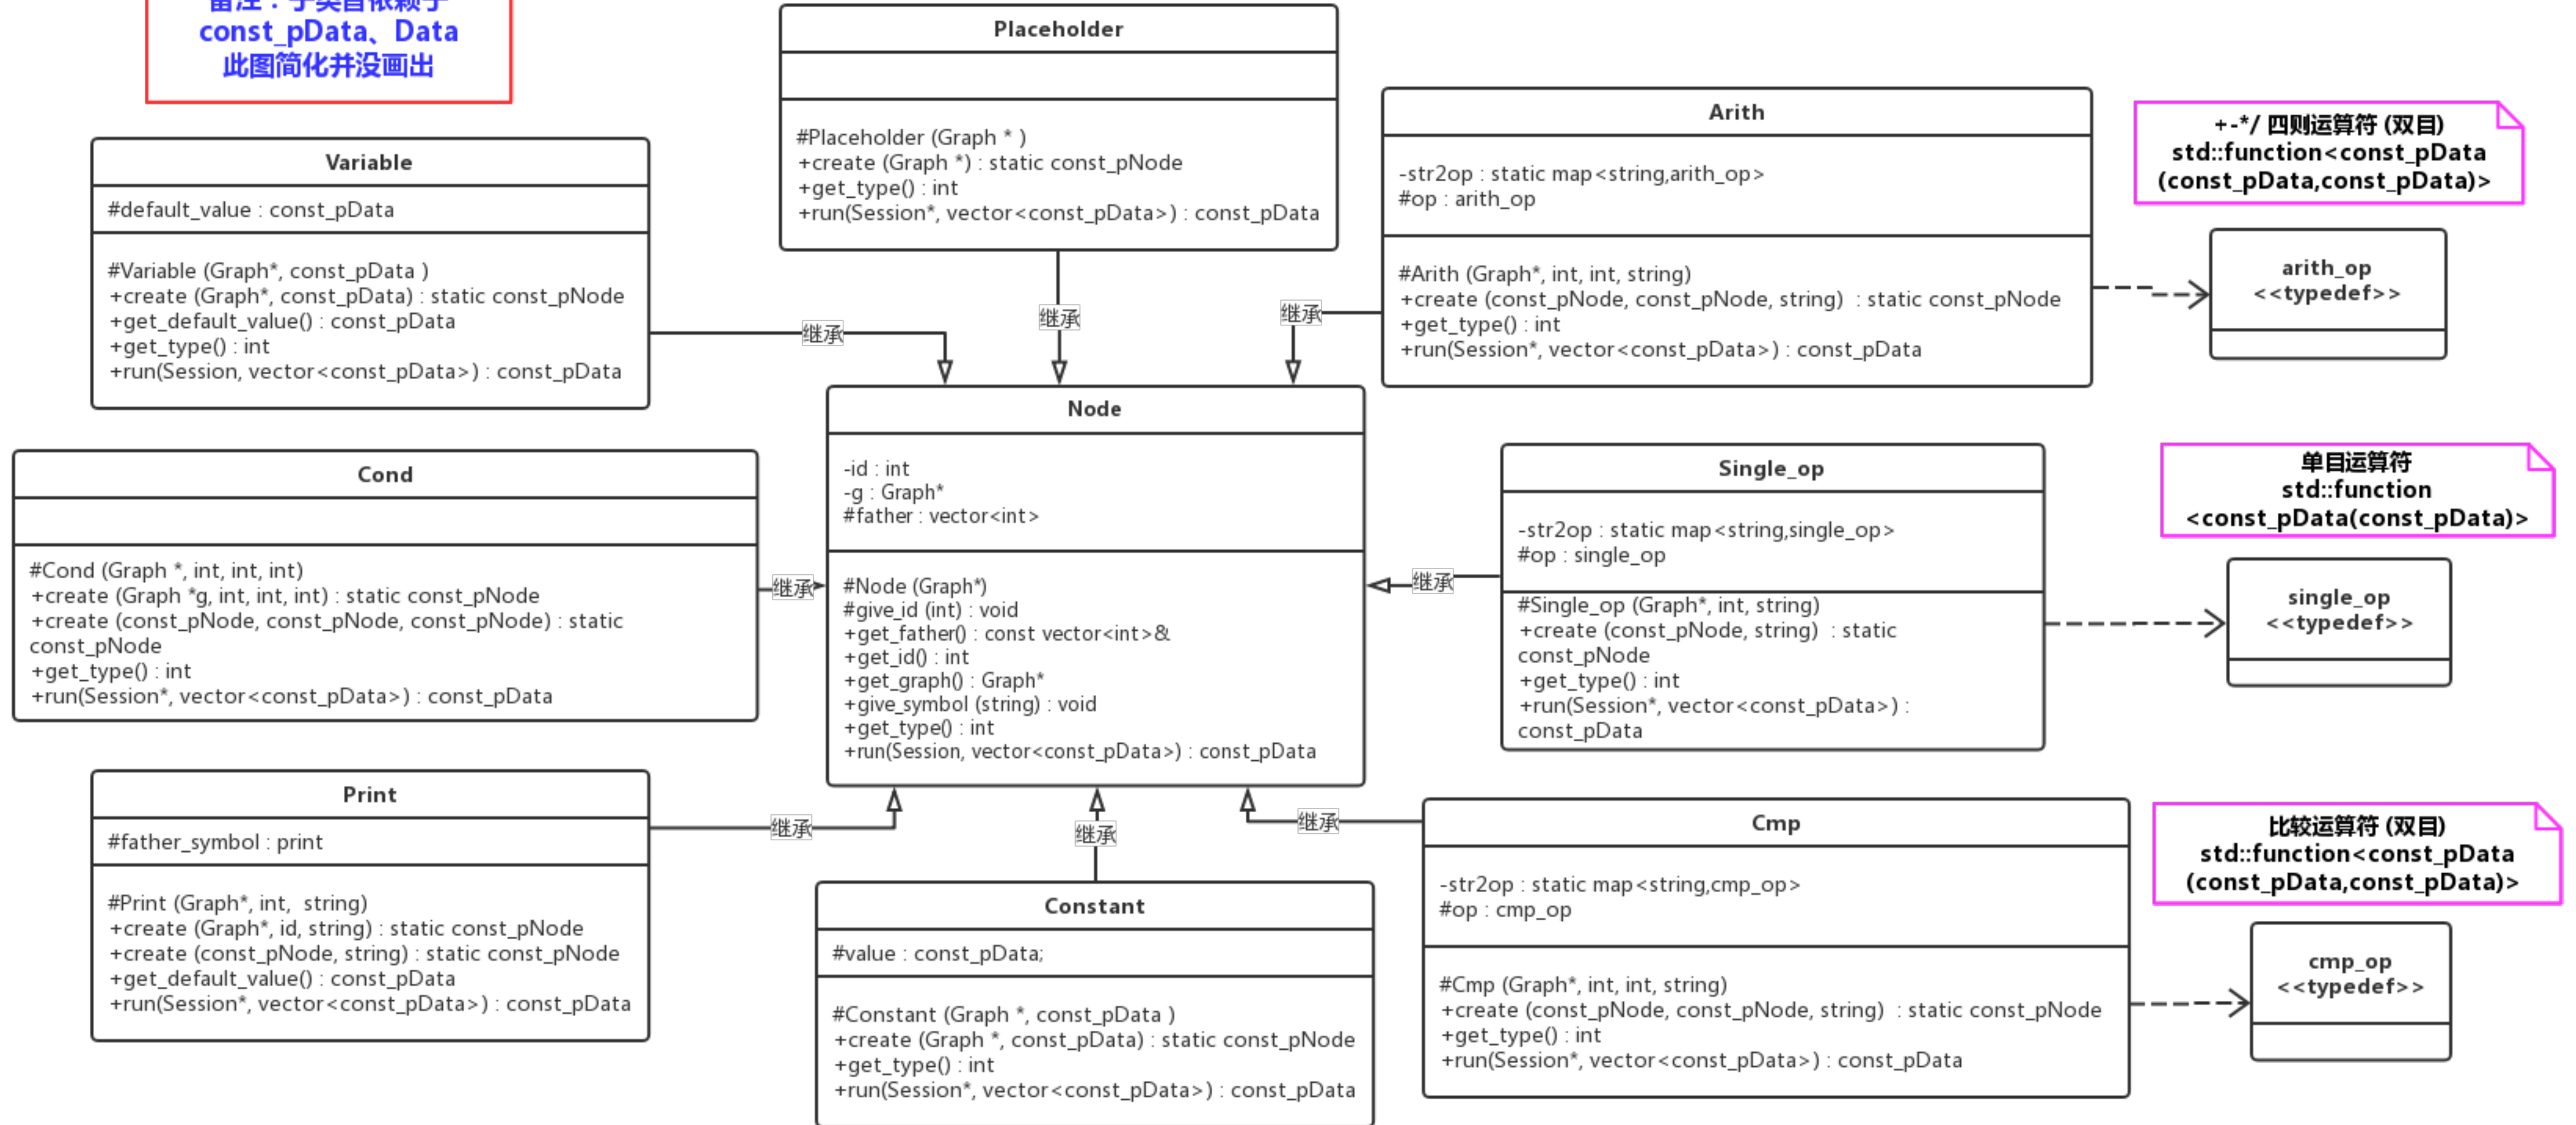 备注：子类皆依赖于
const_pData、Data
此图简化并没画出
Placeholder
#Placeholder (Graph * )
+create (Graph *) : static const_pNode
+get_type() : int
+run(Session*, vector<const_pData>) : const_pData
Variable
#default_value : const_pData
#Variable (Graph*, const_pData )
+create (Graph*, const_pData) : static const_pNode
+get_default_value() : const_pData
+get_type() : int
+run(Session, vector<const_pData>) : const_pData
继承
继承
继承
Arith
-str2op : static map<string,arith_op>
#op : arith_op
#Arith (Graph*, int, int, string)
+create (const_pNode, const_pNode, string)  : static const_pNode
+get_type() : int
+run(Session*, vector<const_pData>) : const_pData
+-*/ 四则运算符 (双目)
std::function<const_pData
(const_pData,const_pData)>
arith_op
<<typedef>>
Node
-id : int
-g : Graph*
#father : vector<int>
#Node (Graph*)
#give_id (int) : void
+get_father() : const vector<int>&
+get_id() : int
+get_graph() : Graph*
+give_symbol (string) : void
+get_type() : int
+run(Session, vector<const_pData>) : const_pData
Cond
#Cond (Graph *, int, int, int)
+create (Graph *g, int, int, int) : static const_pNode
+create (const_pNode, const_pNode, const_pNode) : static
const_pNode
+get_type() : int
+run(Session*, vector<const_pData>) : const_pData
继承
继承
Single_op
-str2op : static map<string,single_op>
#op : single_op
#Single_op (Graph*, int, string)
+create (const_pNode, string)  : static
const_pNode
+get_type() : int
+run(Session*, vector<const_pData>) :
const_pData
单目运算符
std::function
<const_pData(const_pData)>
single_op
<<typedef>>
Print
#father_symbol : print
#Print (Graph*, int,  string)
+create (Graph*, id, string) : static const_pNode
+create (const_pNode, string) : static const_pNode
+get_default_value() : const_pData
+run(Session*, vector<const_pData>) : const_pData
继承
继承
继承
Constant
#value : const_pData;
#Constant (Graph *, const_pData )
+create (Graph *, const_pData) : static const_pNode
+get_type() : int
+run(Session*, vector<const_pData>) : const_pData
Cmp
-str2op : static map<string,cmp_op>
#op : cmp_op
#Cmp (Graph*, int, int, string)
+create (const_pNode, const_pNode, string)  : static const_pNode
+get_type() : int
+run(Session*, vector<const_pData>) : const_pData
比较运算符 (双目)
std::function<const_pData
(const_pData,const_pData)>
cmp_op
<<typedef>>